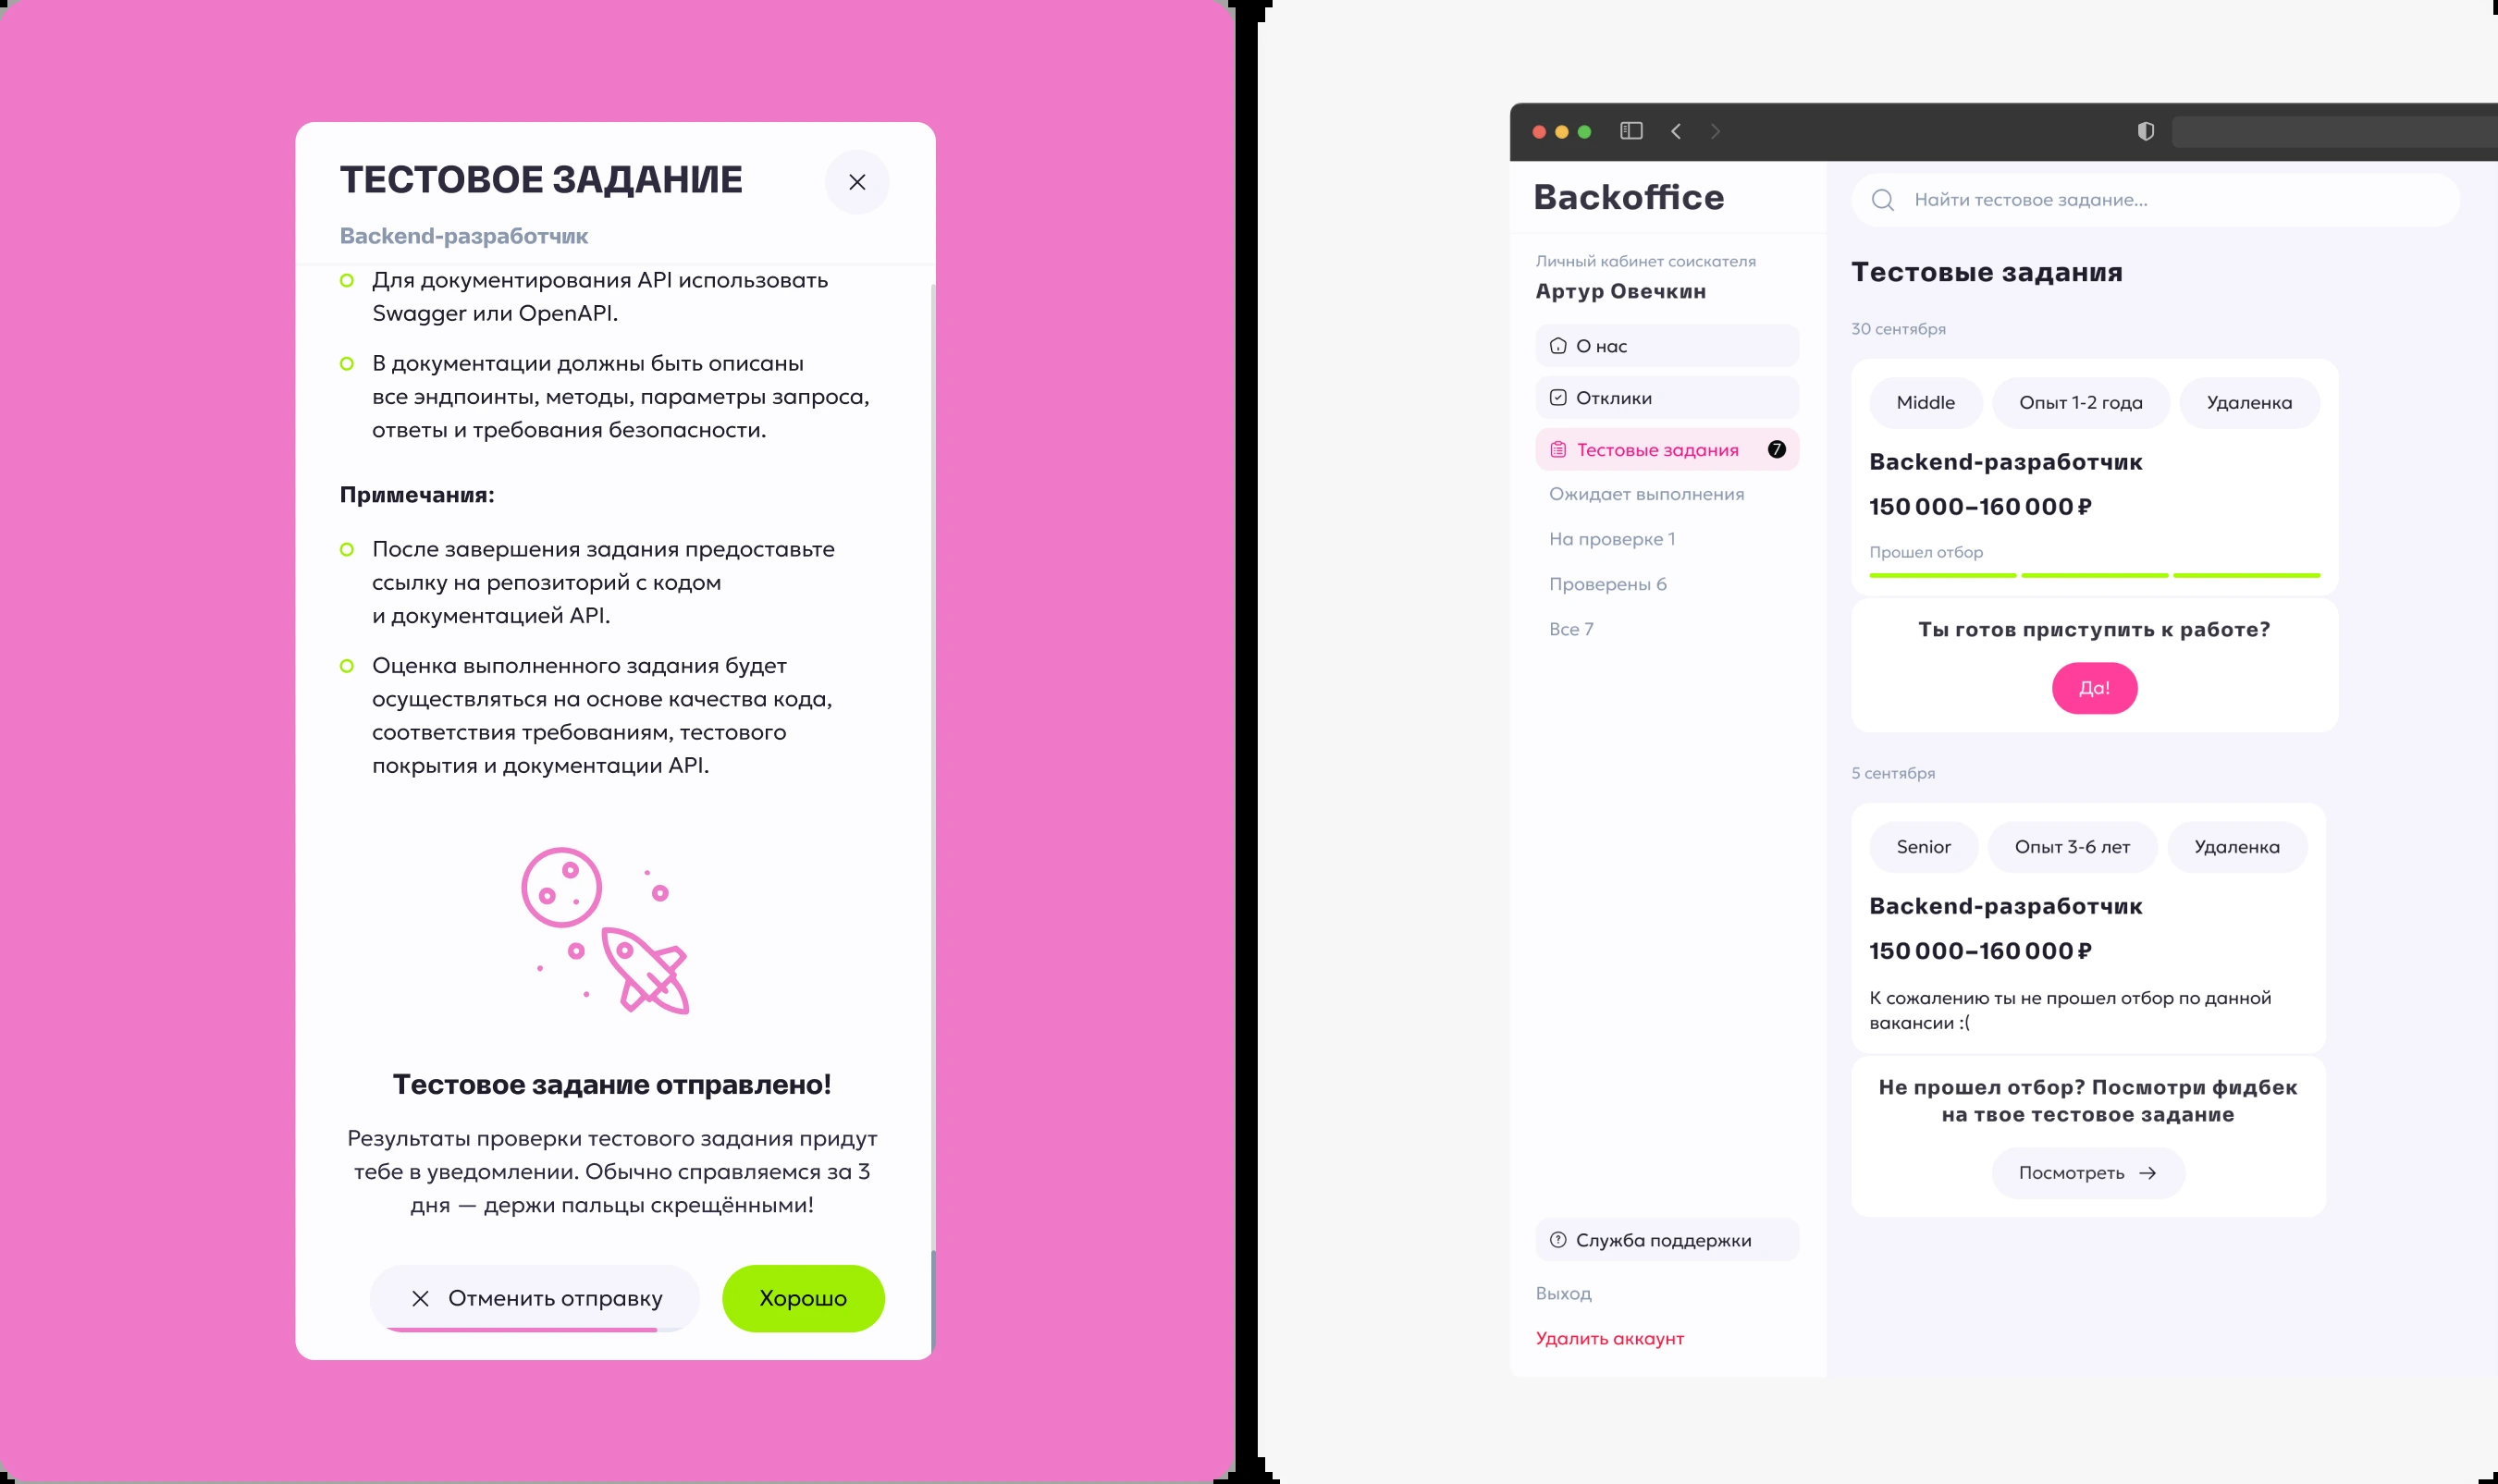 ТЕСТОВОЕ ЗАДАНИЕ
Backend-разработчик
Для документирования API использовать
Swagger или OpenAPI.
В документации должны быть описаны
все эндпоинты, методы, параметры запроса,
ответы и требования безопасности.
Примечания:
После завершения задания предоставьте
ссылку на репозиторий с кодом
и документацией API.
Оценка выполненного задания будет
осуществляться на основе качества кода,
соответствия требованиям, тестового
покрытия и документации API.
Тестовое задание отправлено!
Результаты проверки тестового задания придут
тебе в уведомлении. Обычно справляемся за 3
дня — держи пальцы скрещёнными!
Отменить отправку
Хорошо
Backoffice
Личный кабинет соискателя
Артур Овечкин
О нас
Отклики
Тестовые задания 7
Ожидает выполнения
На проверке 1
Проверены 6
Все 7
Служба поддержки
Выход
Удалить аккаунт
Найти тестовое задание...
Тестовые задания
30 сентября
Middle Опыт 1-2 года Удаленка
Backend-разработчик
150 000–160 000 ₽
Прошел отбор
Ты готов приступить к работе?
Да!
5 сентября
Senior Опыт 3-6 лет Удаленка
Backend-разработчик
150 000–160 000 ₽
К сожалению ты не прошел отбор по данной
вакансии :(
Не прошел отбор? Посмотри фидбек
на твое тестовое задание
Посмотреть →